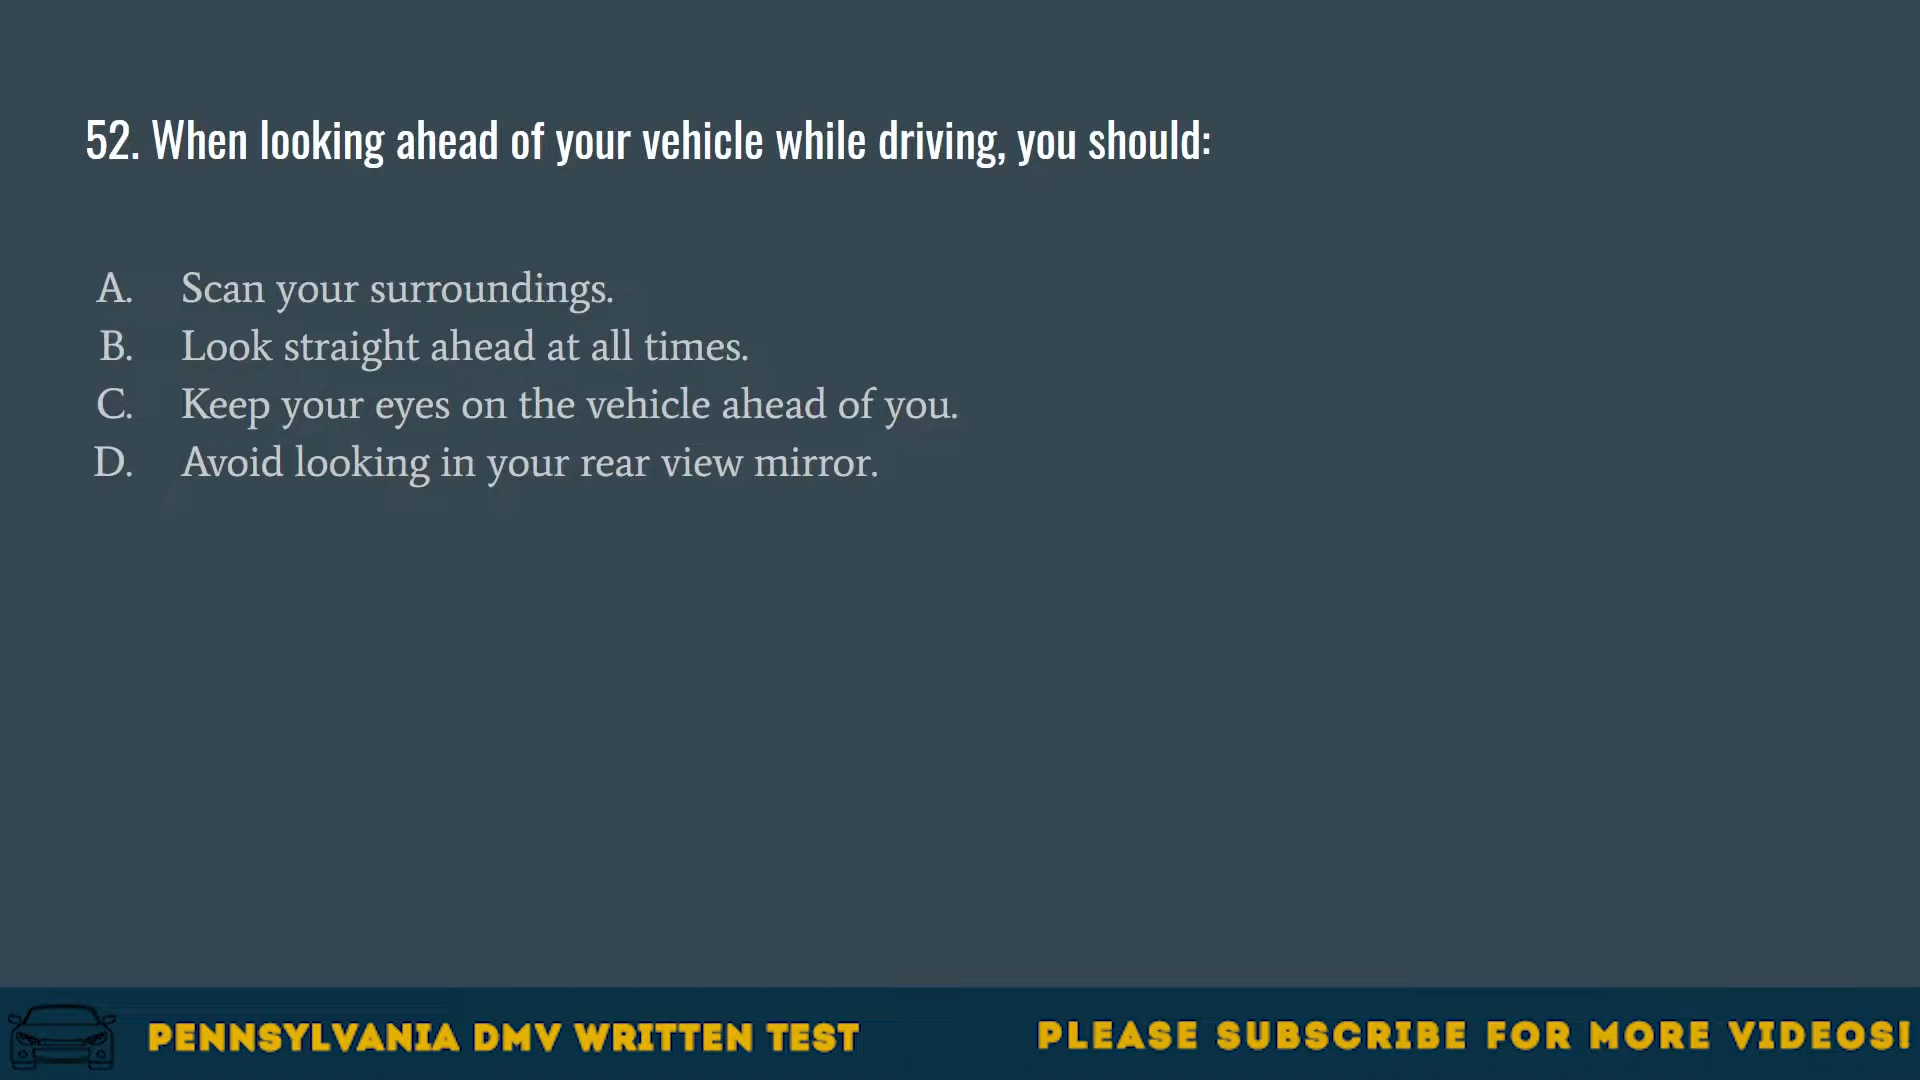 52. When looking ahead of your vehicle while driving, you should:
A. Scan your surroundings.
B. Look straight ahead at all times.
C. Keep your eyes on the vehicle ahead of you.
D. Avoid looking in your rear view mirror.
PENNSYLVANIA DMV WRITTEN TEST
PLEASE SUBSCRIBE FOR MORE VIDEOS!